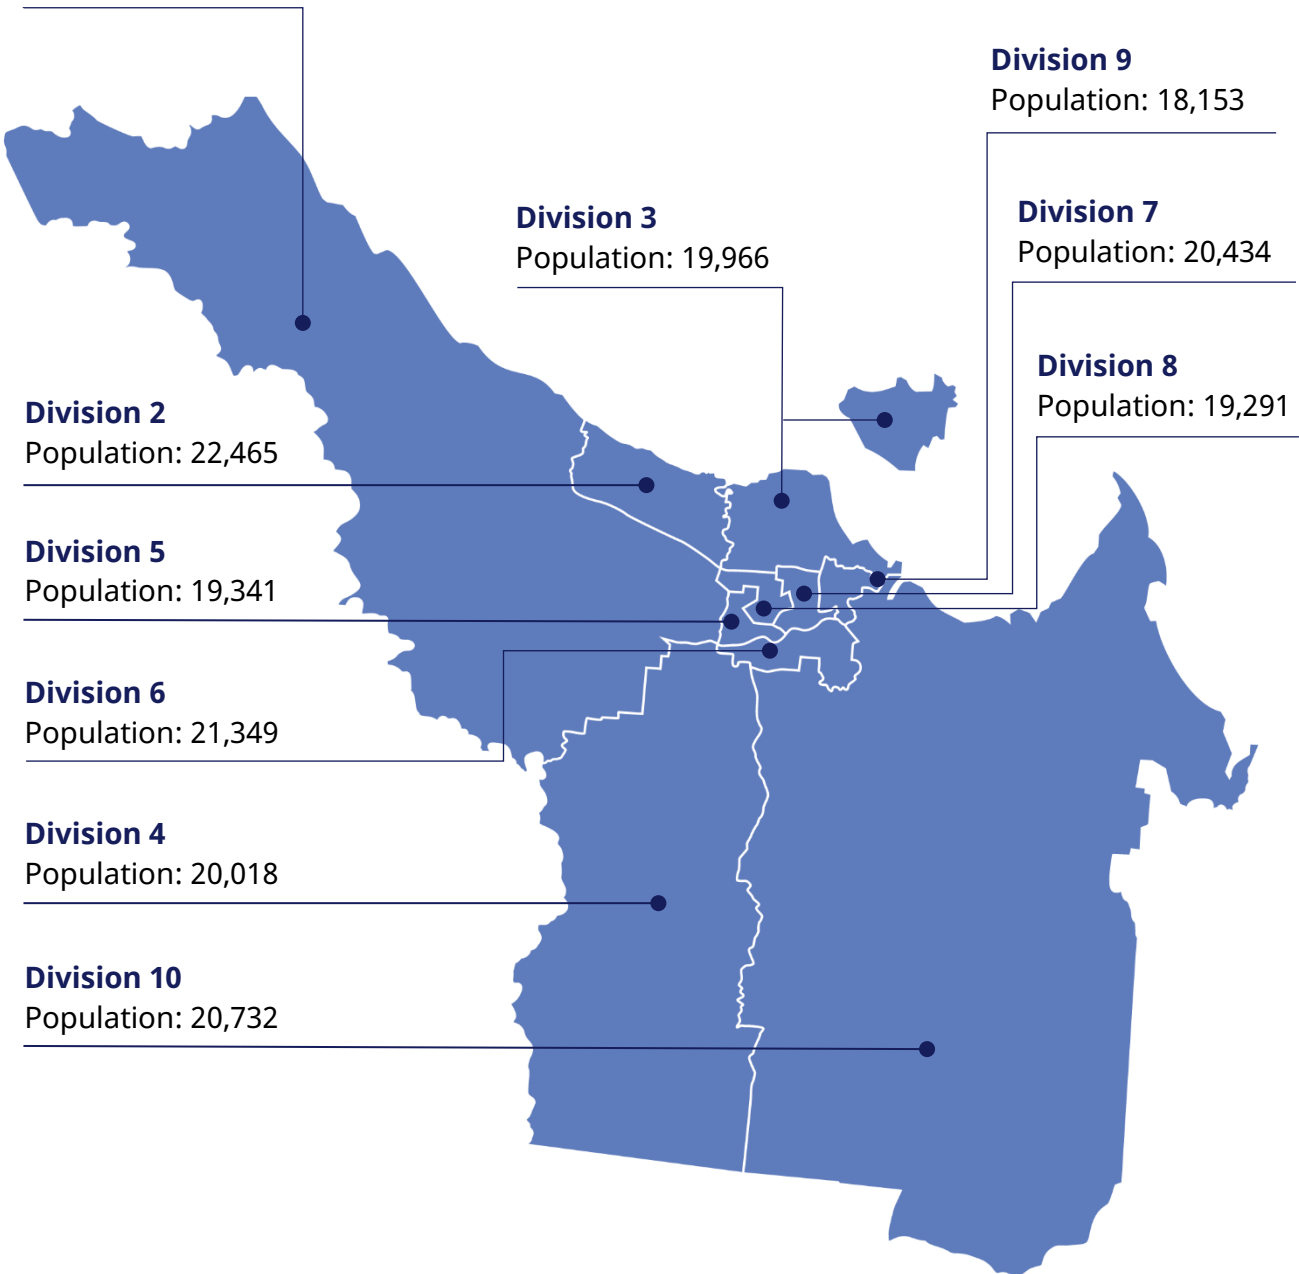 Division 9
Population: 18,153
Division 3
Population: 19,966
Division 7
Population: 20,434
Division 8
Population: 19,291
Division 2
Population: 22,465
Division 5
Population: 19,341
Division 6
Population: 21,349
Division 4
Population: 20,018
Division 10
Population: 20,732